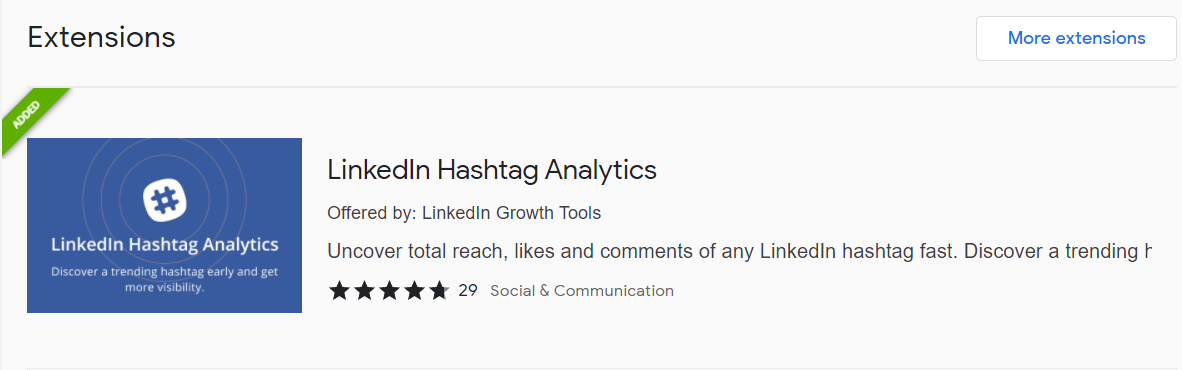 Extensions
More extensions
ADDED
LinkedIn Hashtag Analytics
Discover a trending hashtag early and get
more visibility.
LinkedIn Hashtag Analytics
Offered by: LinkedIn Growth Tools
Uncover total reach, likes and comments of any LinkedIn hashtag fast. Discover a trending h
29 Social & Communication